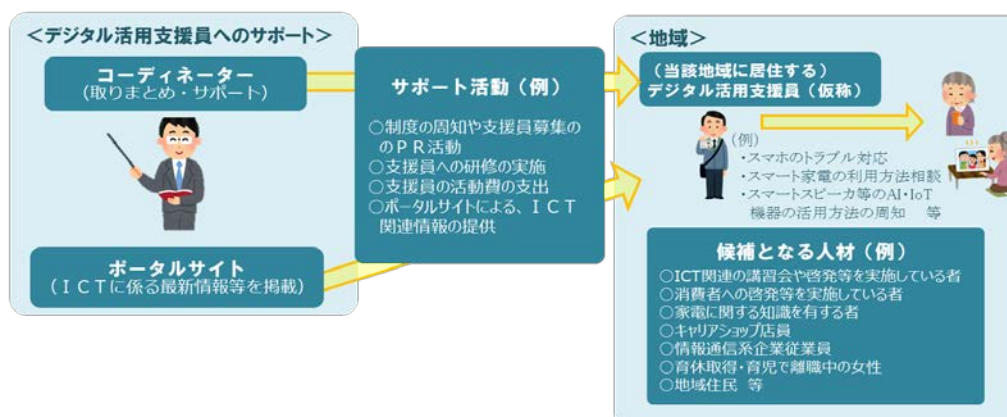 ＜デジタル活用支援員へのサポート＞
コーディネーター
(取りまとめ・サポート)
ポータルサイト
(ＩＣＴに係る最新情報等を掲載)
サポート活動（例）
○制度の周知や支援員募集の
のＰＲ活動
○支援員への研修の実施
○支援員の活動費の支出
○ポータルサイトによる、ＩＣＴ
関連情報の提供
＜地域＞
（当該地域に居住する）
デジタル活用支援員（仮称）
(例)
・スマホのトラブル対応
・スマート家電の利用方法相談
・スマートスピーカ等のAI・IoT
機器の活用方法の周知　等
候補となる人材（例）
○ICT関連の講習会や啓発等を実施している者
○消費者への啓発等を実施している者
○家電に関する知識を有する者
○キャリアショップ店員
○情報通信系企業従業員
○育休取得・育児で離職中の女性
○地域住民 等